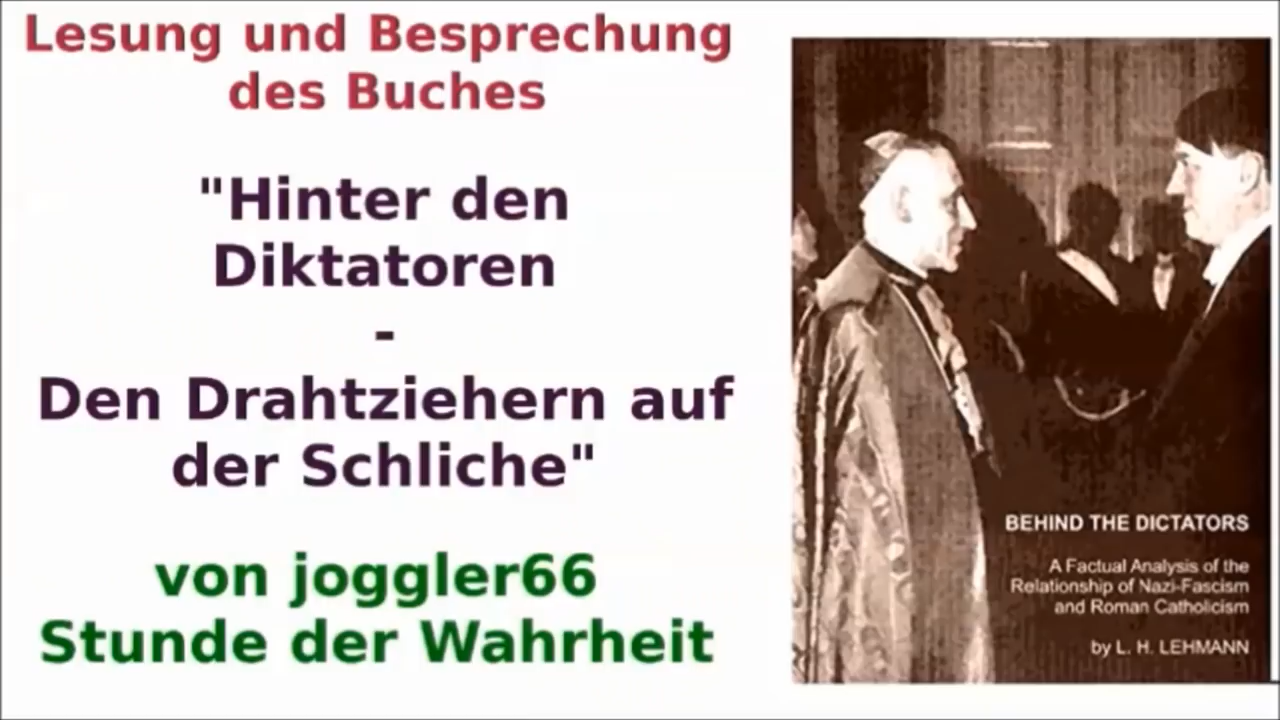 Lesung und Besprechung
des Buches
"Hinter den
Diktatoren
-
Den Drahtziehern auf
der Schliche"
von joggler66
Stunde der Wahrheit
BEHIND THE DICTATORS
A Factual Analysis of the
Relationship of Nazi-Fascism
and Roman Catholicism
by L. H. LEHMANN